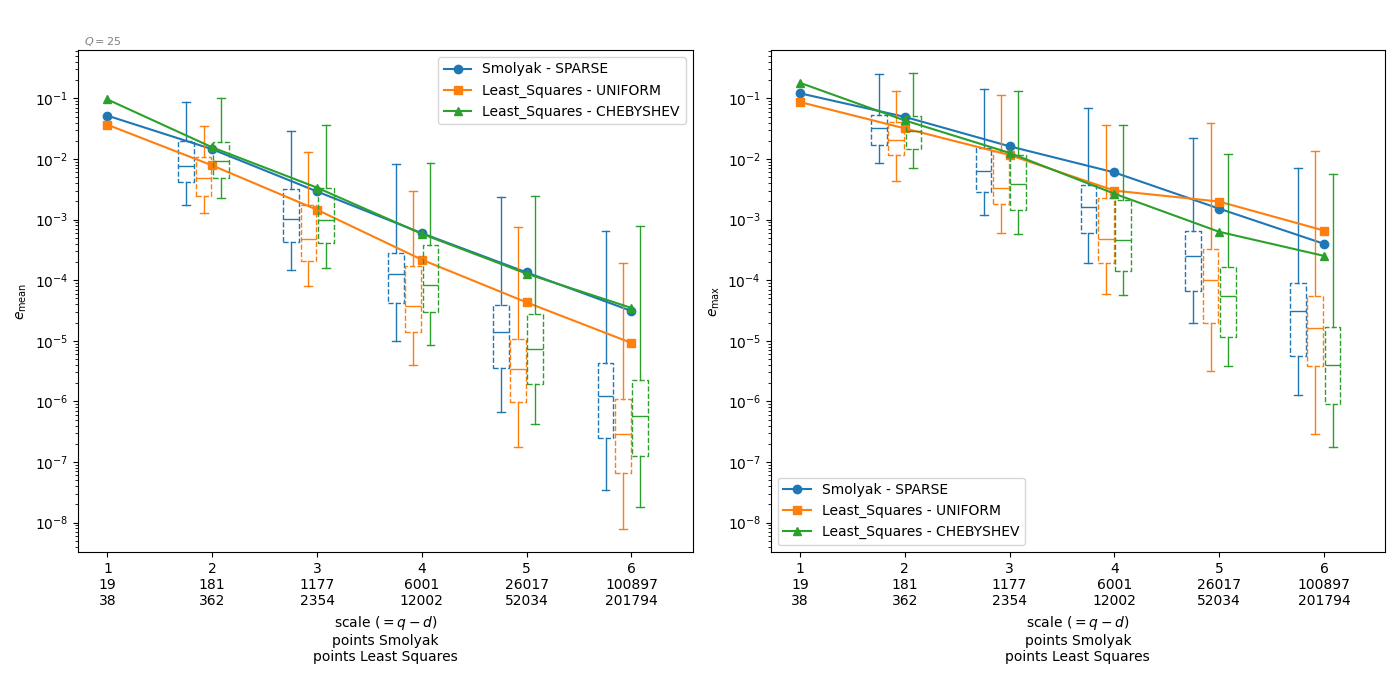 Q = 25
Smolyak - SPARSE
Least_Squares - UNIFORM
Least_Squares - CHEBYSHEV
10⁻¹
10⁻²
10⁻³
10⁻⁴
10⁻⁵
10⁻⁶
10⁻⁷
10⁻⁸
e_mean
1 2 3 4 5 6
19 181 1177 6001 26017 100897
38 362 2354 12002 52034 201794
scale (= q − d)
points Smolyak
points Least Squares
10⁻¹
10⁻²
10⁻³
10⁻⁴
10⁻⁵
10⁻⁶
10⁻⁷
10⁻⁸
e_max
Smolyak - SPARSE
Least_Squares - UNIFORM
Least_Squares - CHEBYSHEV
1 2 3 4 5 6
19 181 1177 6001 26017 100897
38 362 2354 12002 52034 201794
scale (= q − d)
points Smolyak
points Least Squares